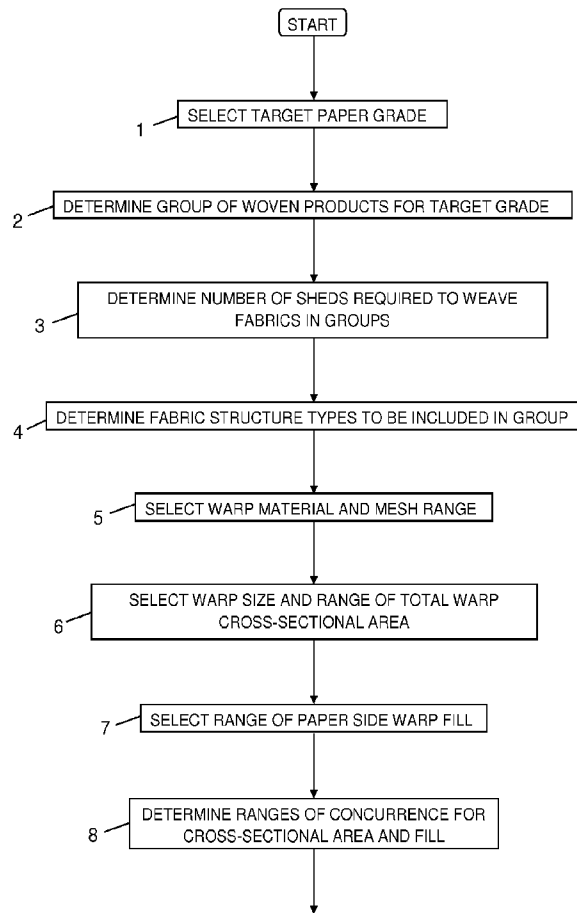 START
1
SELECT TARGET PAPER GRADE
2
DETERMINE GROUP OF WOVEN PRODUCTS FOR TARGET GRADE
3
DETERMINE NUMBER OF SHEDS REQUIRED TO WEAVE
FABRICS IN GROUPS
4
DETERMINE FABRIC STRUCTURE TYPES TO BE INCLUDED IN GROUP
5
SELECT WARP MATERIAL AND MESH RANGE
6
SELECT WARP SIZE AND RANGE OF TOTAL WARP
CROSS-SECTIONAL AREA
7
SELECT RANGE OF PAPER SIDE WARP FILL
8
DETERMINE RANGES OF CONCURRENCE FOR
CROSS-SECTIONAL AREA AND FILL